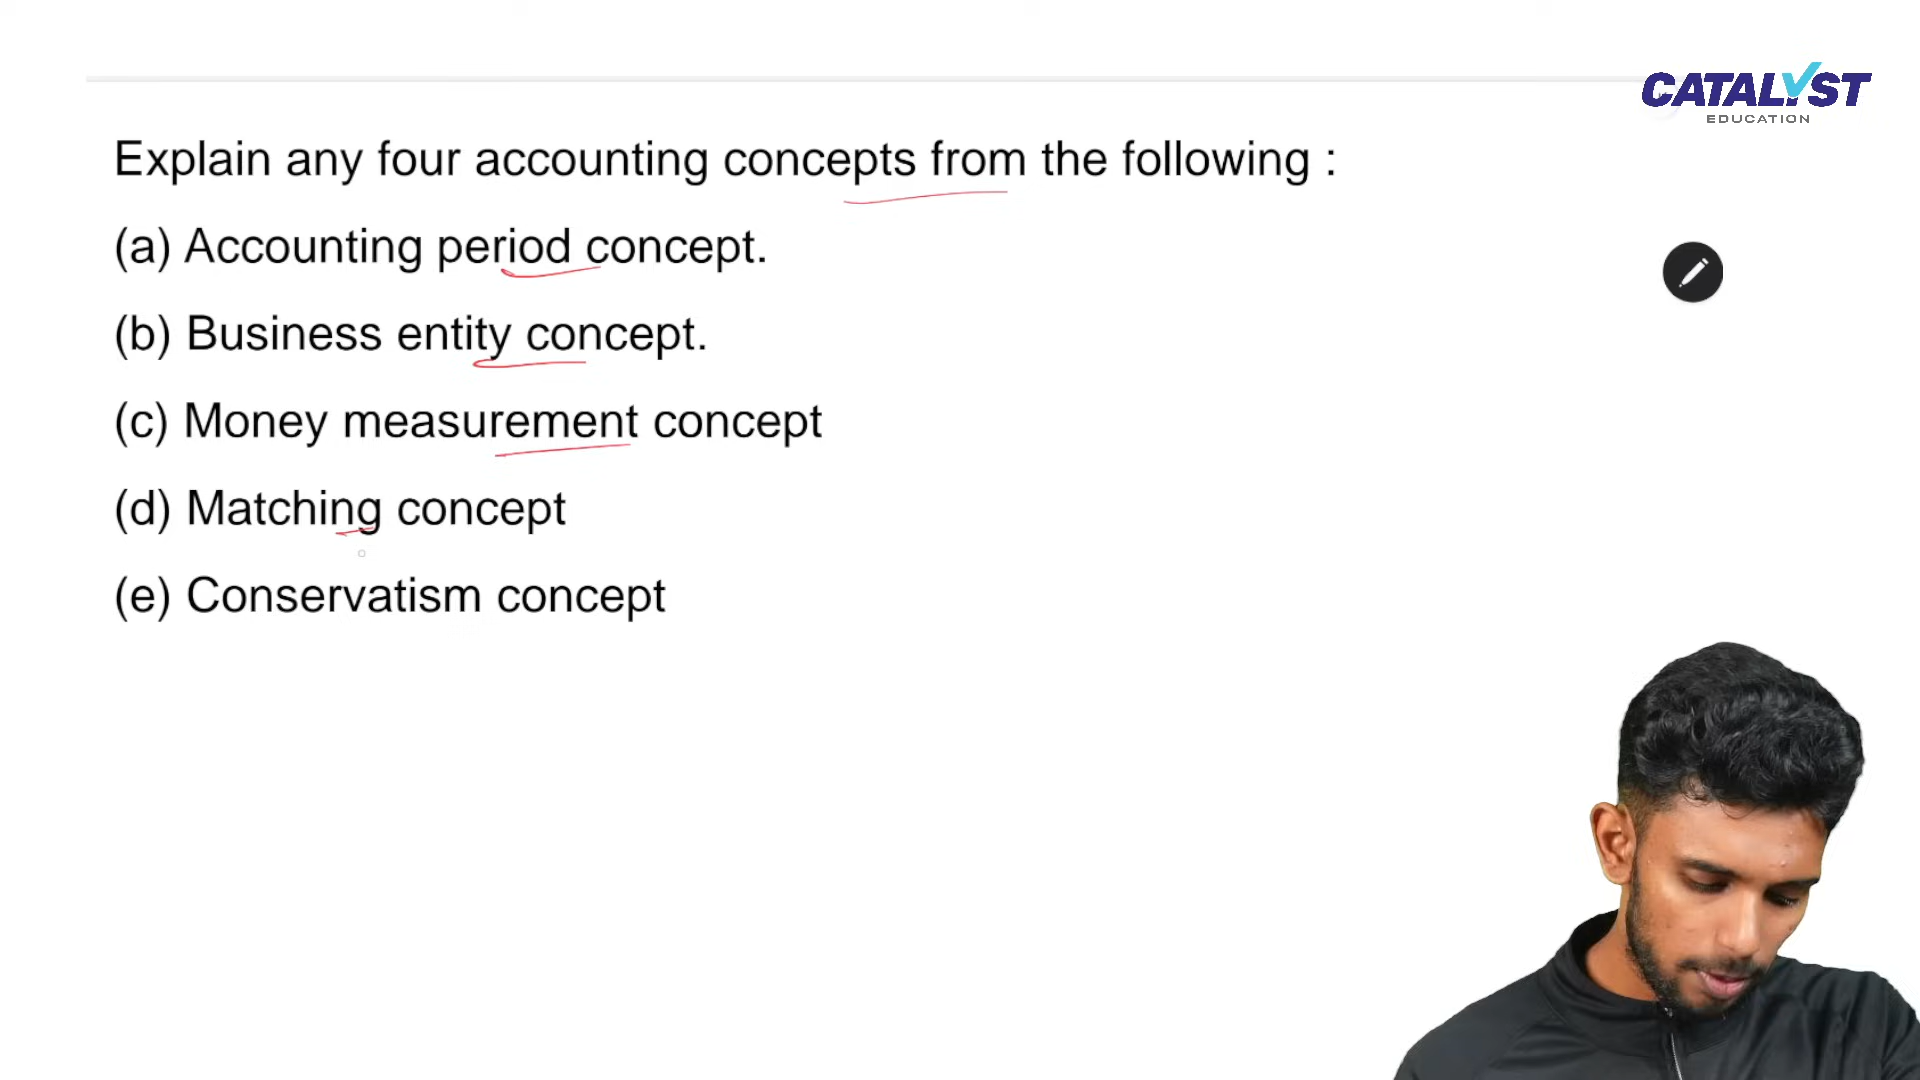 CATALYST
EDUCATION
Explain any four accounting concepts from the following :
(a) Accounting period concept.
(b) Business entity concept.
(c) Money measurement concept
(d) Matching concept
(e) Conservatism concept